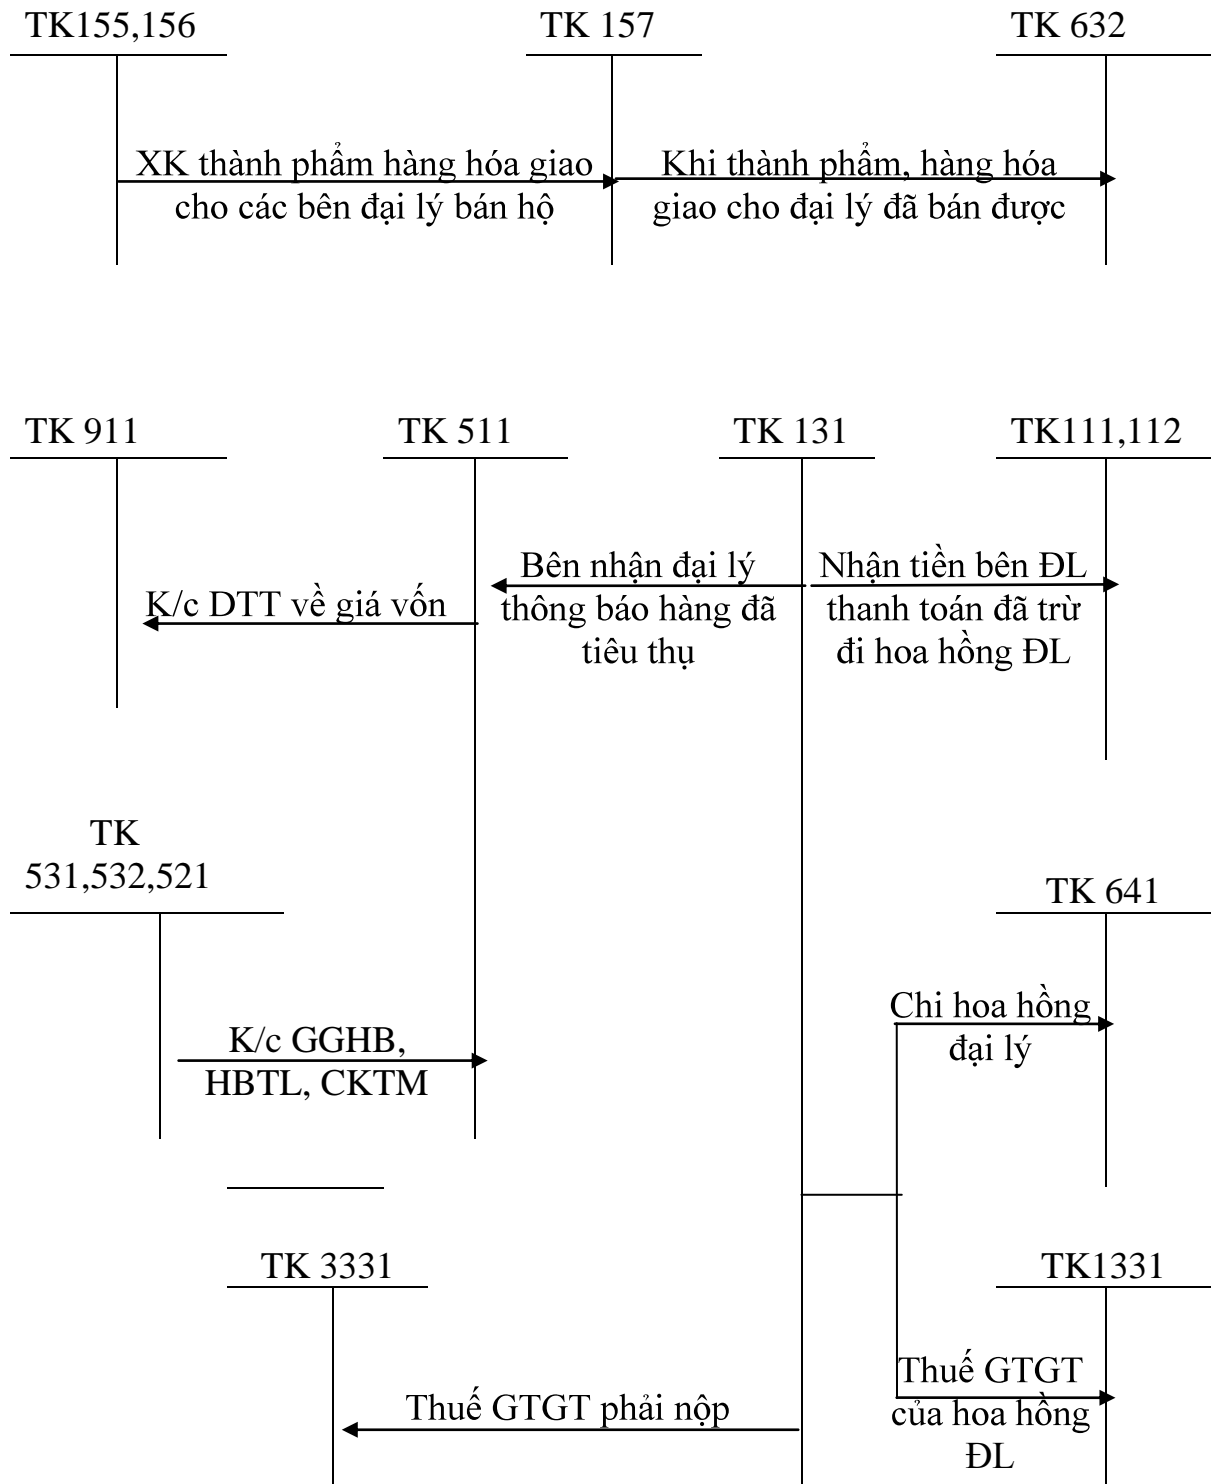 TK155,156
TK 157
TK 632
XK thành phẩm hàng hóa giao
cho các bên đại lý bán hộ
Khi thành phẩm, hàng hóa
giao cho đại lý đã bán được
TK 911
TK 511
TK 131
TK111,112
K/c DTT về giá vốn
Bên nhận đại lý
thông báo hàng đã
tiêu thụ
Nhận tiền bên ĐL
thanh toán đã trừ
đi hoa hồng ĐL
TK
531,532,521
TK 641
K/c GGHB,
HBTL, CKTM
Chi hoa hồng
đại lý
TK 3331
TK1331
Thuế GTGT phải nộp
Thuế GTGT
của hoa hồng
ĐL